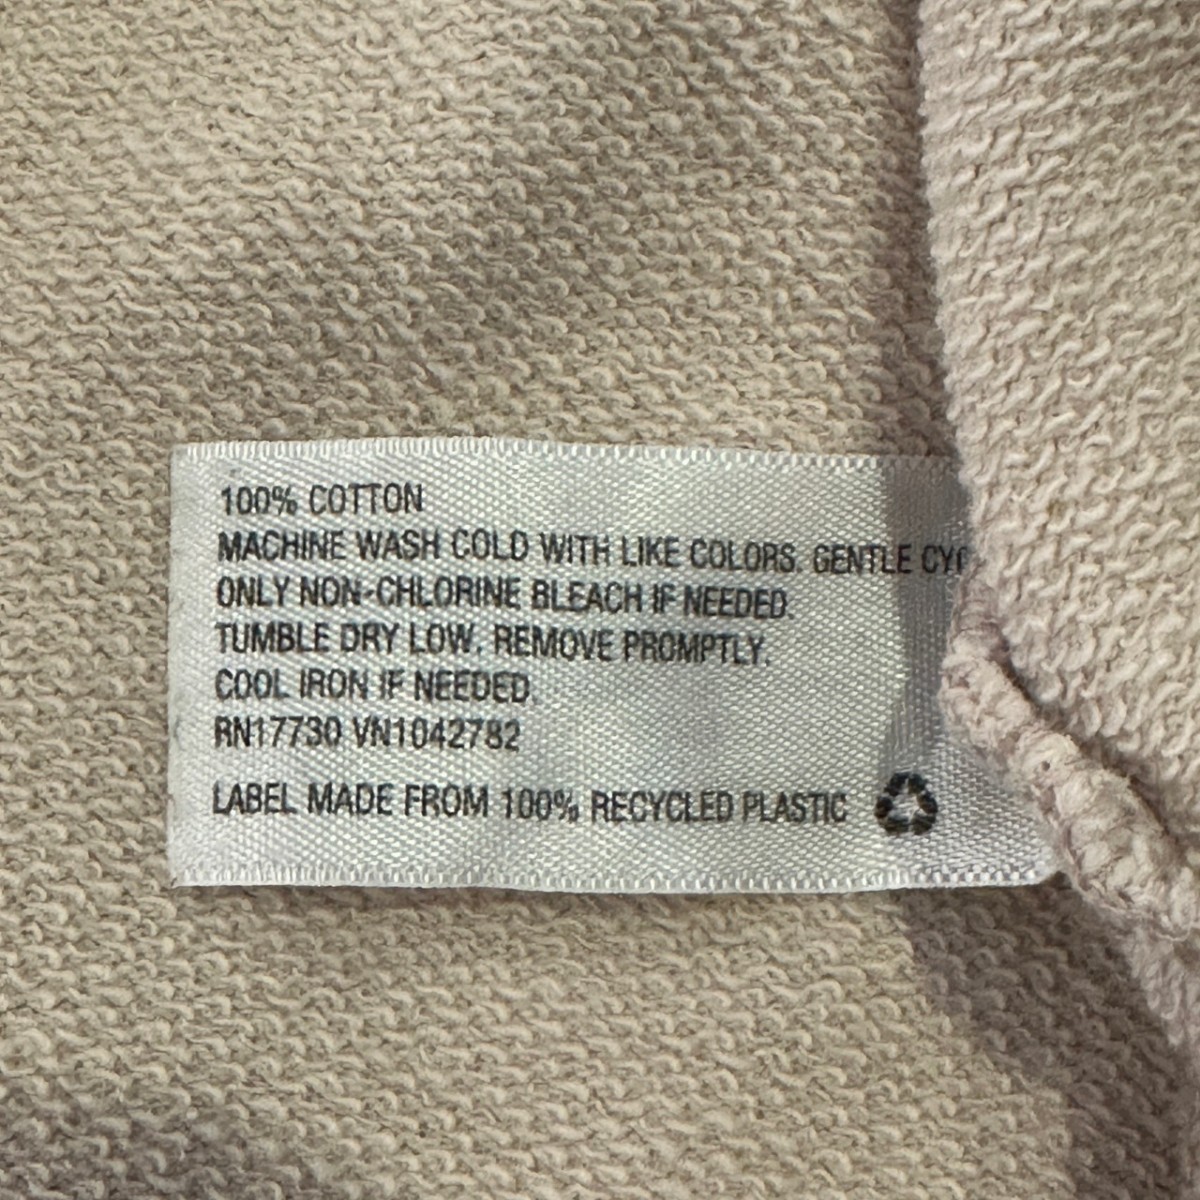 100% COTTON
MACHINE WASH COLD WITH LIKE COLORS. GENTLE
ONLY NON-CHLORINE BLEACH IF NEEDED.
TUMBLE DRY LOW. REMOVE PROMPTLY.
COOL IRON IF NEEDED.
RN17730 VN1042782
LABEL MADE FROM 100% RECYCLED PLASTIC